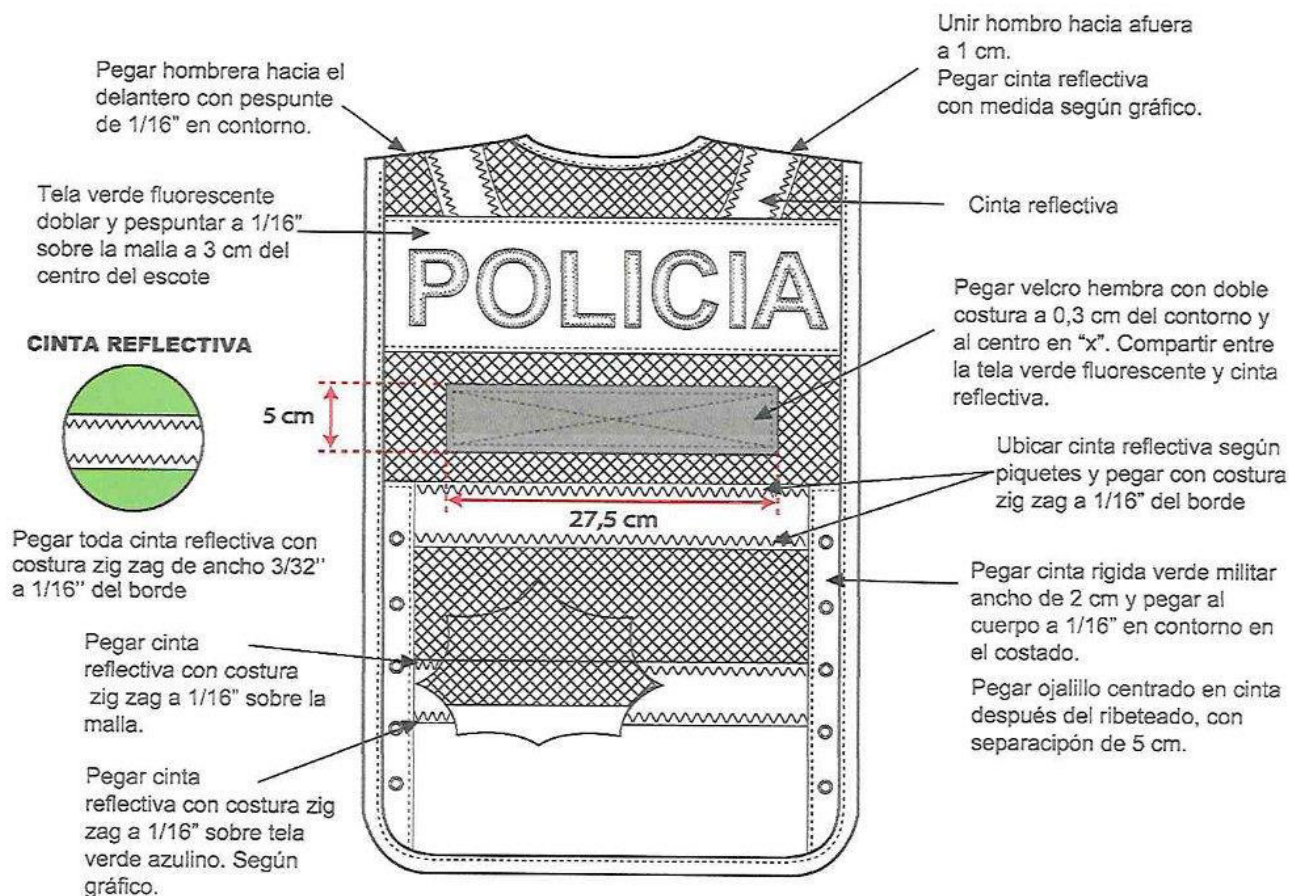 Pegar hombrera hacia el
delantero con pespunte
de 1/16" en contorno.
Unir hombro hacia afuera
a 1 cm.
Pegar cinta reflectiva
con medida según gráfico.
Tela verde fluorescente
doblar y pespuntar a 1/16"
sobre la malla a 3 cm del
centro del escote
Cinta reflectiva
POLICIA
Pegar velcro hembra con doble
costura a 0,3 cm del contorno y
al centro en "x". Compartir entre
la tela verde fluorescente y cinta
reflectiva.
CINTA REFLECTIVA
5 cm
27,5 cm
Pegar toda cinta reflectiva con
costura zig zag de ancho 3/32"
a 1/16" del borde
Ubicar cinta reflectiva según
piquetes y pegar con costura
zig zag a 1/16" del borde
Pegar cinta
reflectiva con costura
zig zag a 1/16" sobre la
malla.
Pegar cinta rigida verde militar
ancho de 2 cm y pegar al
cuerpo a 1/16" en contorno en
el costado.
Pegar ojalillo centrado en cinta
después del ribeteado, con
separacipón de 5 cm.
Pegar cinta
reflectiva con costura zig
zag a 1/16" sobre tela
verde azulino. Según
gráfico.